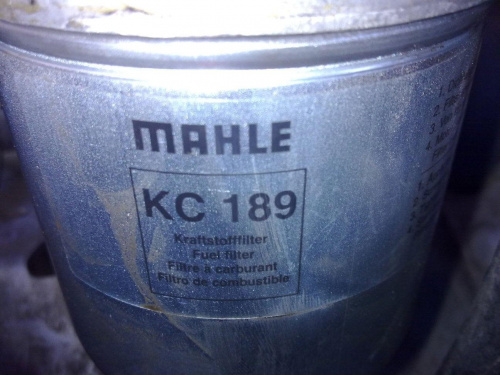 MAHLE
KC 189
Kraftstofffilter
Fuel filter
Filtre à carburant
Filtro de combustible